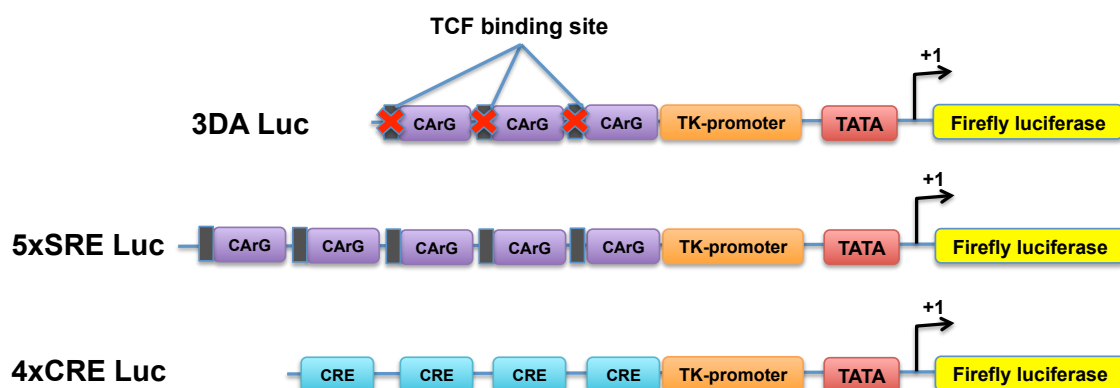 TCF binding site
+1
3DA Luc CArG CArG CArG TK-promoter TATA Firefly luciferase
+1
5xSRE Luc CArG CArG CArG CArG CArG TK-promoter TATA Firefly luciferase
+1
4xCRE Luc CRE CRE CRE CRE TK-promoter TATA Firefly luciferase